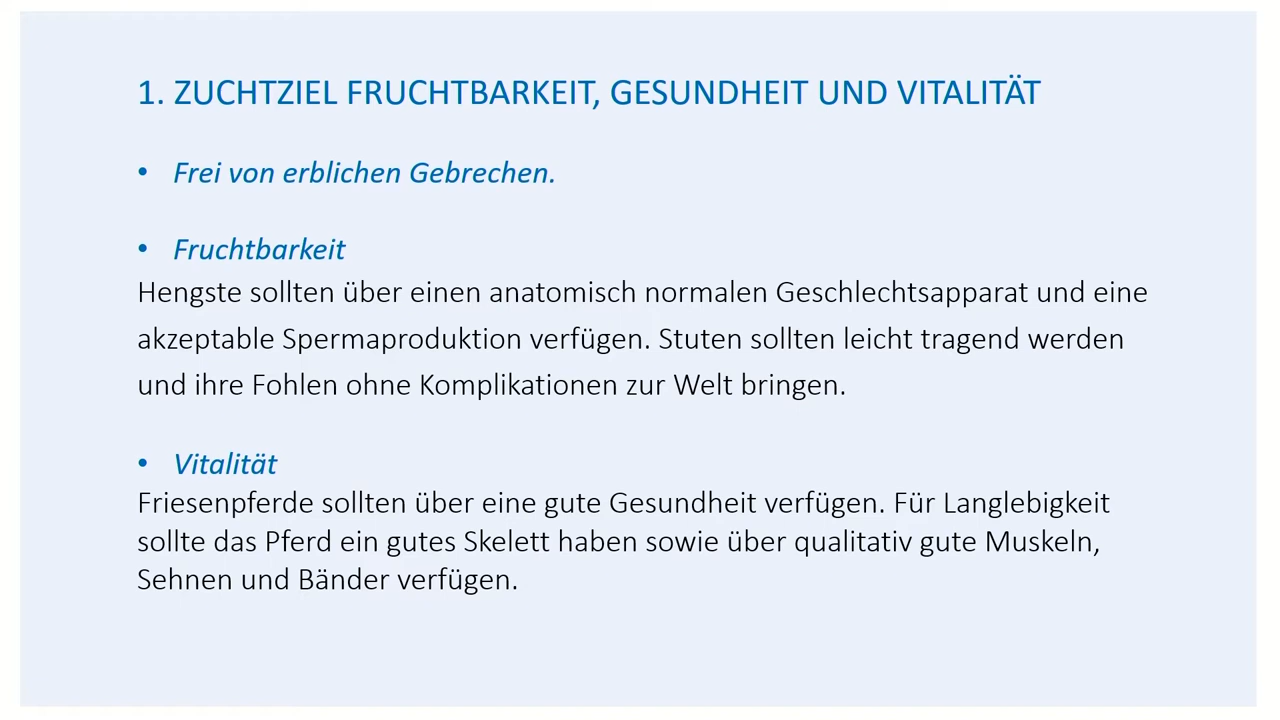 1. ZUCHTZIEL FRUCHTBARKEIT, GESUNDHEIT UND VITALITÄT
• Frei von erblichen Gebrechen.
• Fruchtbarkeit
Hengste sollten über einen anatomisch normalen Geschlechtsapparat und eine
akzeptable Spermaproduktion verfügen. Stuten sollten leicht tragend werden
und ihre Fohlen ohne Komplikationen zur Welt bringen.
• Vitalität
Friesenpferde sollten über eine gute Gesundheit verfügen. Für Langlebigkeit
sollte das Pferd ein gutes Skelett haben sowie über qualitativ gute Muskeln,
Sehnen und Bänder verfügen.